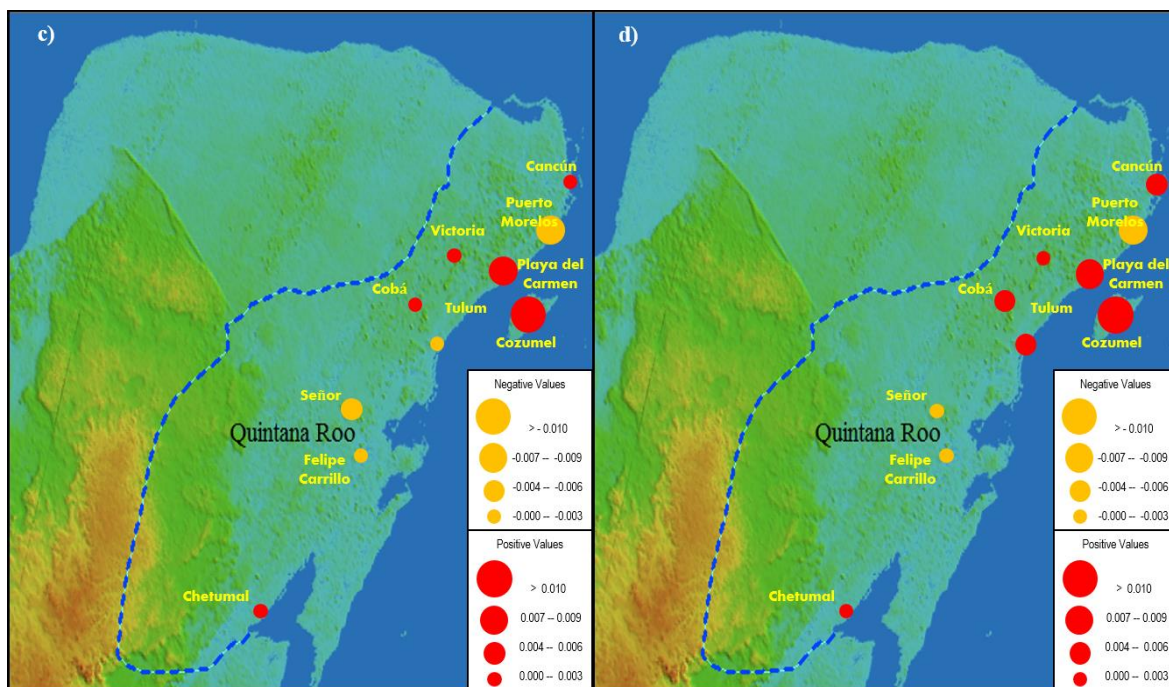 c)
Cancún
Puerto
Morelos
Victoria
Playa del
Carmen
Cobá
Tulum
Cozumel
Señor
Quintana Roo
Felipe
Carrillo
Chetumal
Negative Values
> - 0.010
-0.007 -- -0.009
-0.004 -- -0.006
-0.000 -- -0.003
Positive Values
> 0.010
0.007 -- 0.009
0.004 -- 0.006
0.000 -- 0.003
d)
Cancún
Puerto
Morelos
Victoria
Playa del
Carmen
Cobá
Tulum
Cozumel
Señor
Quintana Roo
Felipe
Carrillo
Chetumal
Negative Values
> - 0.010
-0.007 -- -0.009
-0.004 -- -0.006
-0.000 -- -0.003
Positive Values
> 0.010
0.007 -- 0.009
0.004 -- 0.006
0.000 -- 0.003